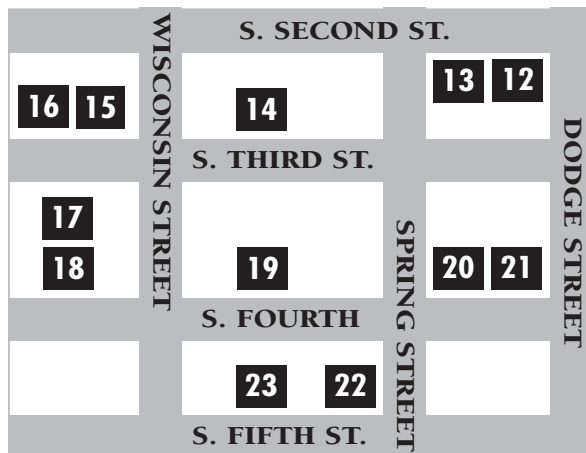 S. SECOND ST.
WISCONSIN STREET
13 12
16 15
14
DODGE STREET
S. THIRD ST.
17
SPRING STREET
18
19
20 21
S. FOURTH
23 22
S. FIFTH ST.